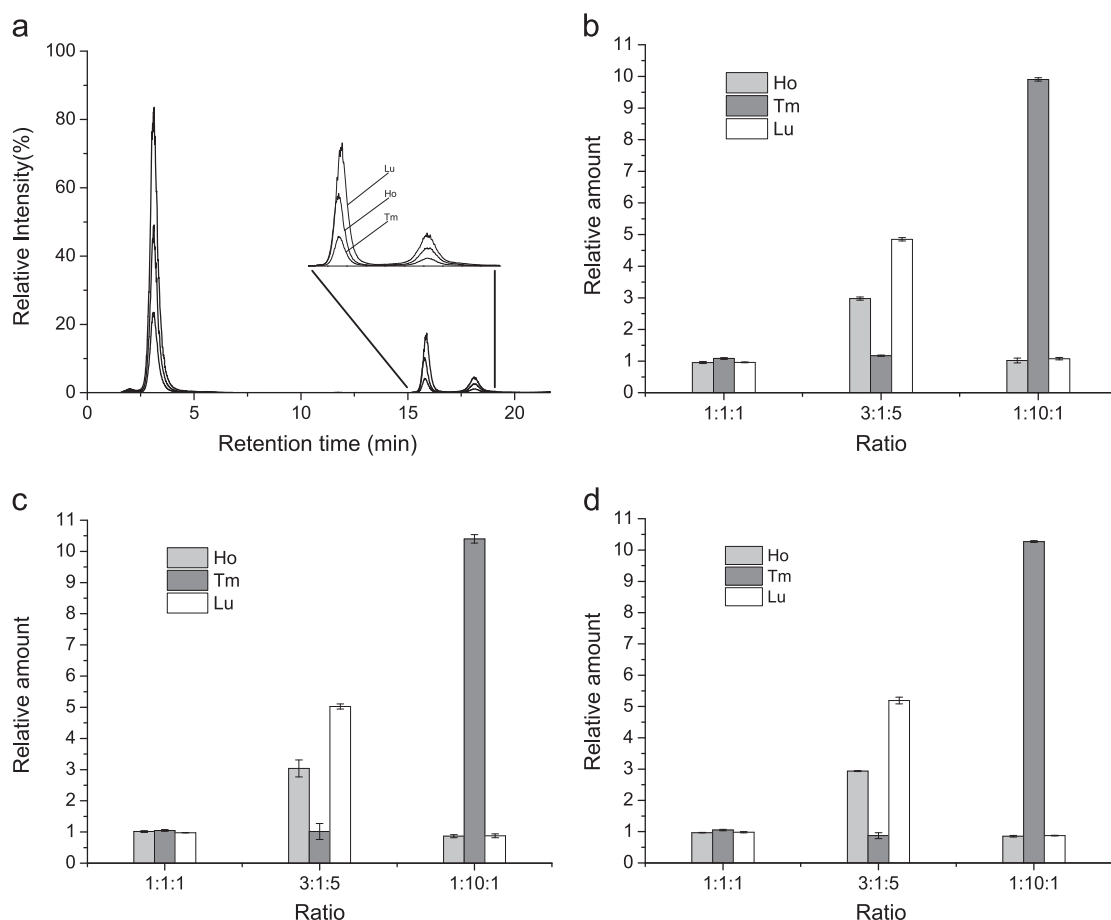 a
100
80
60
40
20
0
Relative Intensity(%)
Lu
Ho
Tm
0 5 10 15 20
Retention time (min)
b
11
10
9
8
7
6
5
4
3
2
1
0
Relative amount
Ho
Tm
Lu
1:1:1 3:1:5 1:10:1
Ratio
c
11
10
9
8
7
6
5
4
3
2
1
0
Relative amount
Ho
Tm
Lu
1:1:1 3:1:5 1:10:1
Ratio
d
11
10
9
8
7
6
5
4
3
2
1
0
Relative amount
Ho
Tm
Lu
1:1:1 3:1:5 1:10:1
Ratio